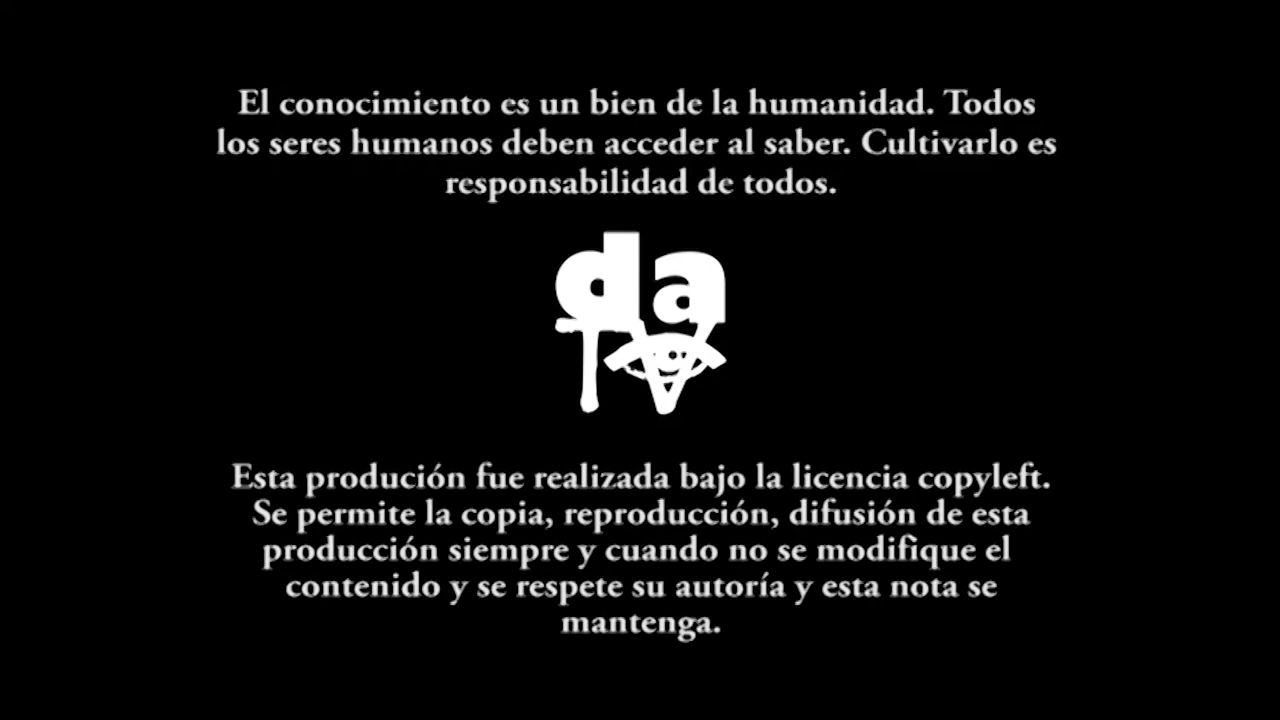 El conocimiento es un bien de la humanidad. Todos
los seres humanos deben acceder al saber. Cultivarlo es
responsabilidad de todos.
da
TV
Esta produción fue realizada bajo la licencia copyleft.
Se permite la copia, reproducción, difusión de esta
producción siempre y cuando no se modifique el
contenido y se respete su autoría y esta nota se
mantenga.